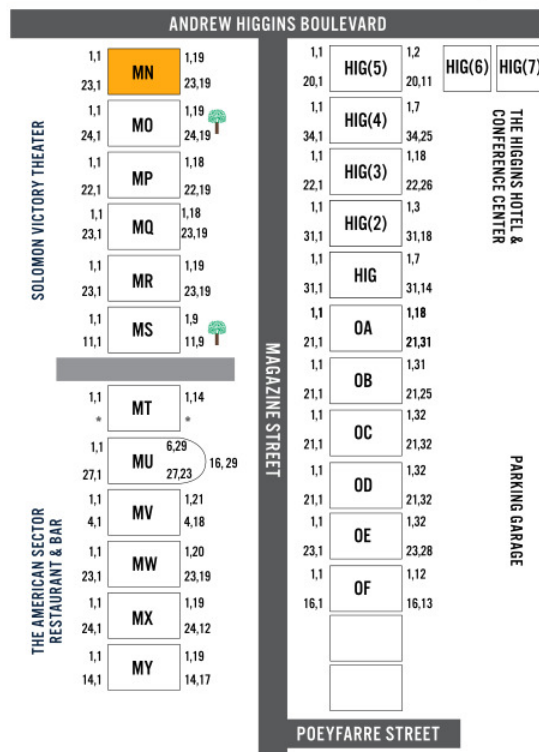 ANDREW HIGGINS BOULEVARD
SOLOMON VICTORY THEATER
1,1 1,19
MN
23,1 23,19
1,1 1,19
MO
24,1 24,19
1,1 1,18
MP
22,1 22,19
1,1 1,18
MQ
23,1 23,19
1,1 1,19
MR
23,1 23,19
1,1 1,9
MS
11,1 11,9
THE AMERICAN SECTOR
RESTAURANT & BAR
1,1 1,14
MT
* *
1,1 6,29
MU 16,29
27,1 27,23
1,1 1,21
MV
4,1 4,18
1,1 1,20
MW
23,1 23,19
1,1 1,19
MX
24,1 24,12
1,1 1,19
MY
14,1 14,17
MAGAZINE STREET
1,1 1,2
HIG(5) HIG(6) HIG(7)
20,1 20,11
1,1 1,7
HIG(4)
34,1 34,25
1,1 1,18
HIG(3)
22,1 22,26
1,1 1,3
HIG(2)
31,1 31,18
1,1 1,7
HIG
31,1 31,14
1,1 1,18
OA
21,1 21,31
1,1 1,31
OB
21,1 21,25
1,1 1,32
OC
21,1 21,32
1,1 1,32
OD
21,1 21,32
1,1 1,32
OE
23,1 23,28
1,1 1,12
OF
16,1 16,13
THE HIGGINS HOTEL &
CONFERENCE CENTER
PARKING GARAGE
POEYFARRE STREET